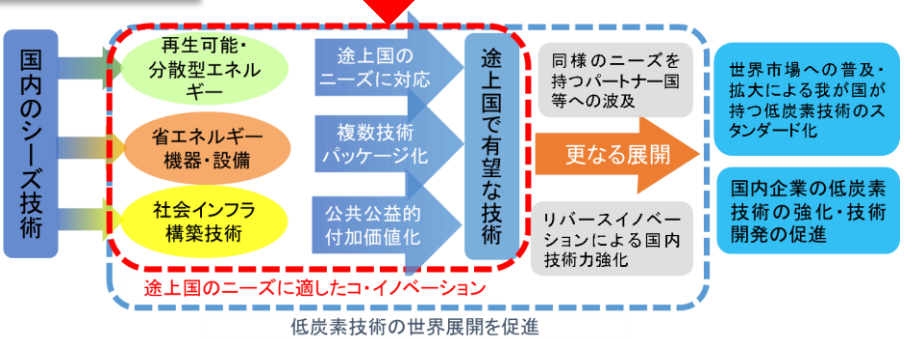 国内のシーズ技術
再生可能・
分散型エネル
ギー
省エネルギー
機器・設備
社会インフラ
構築技術
途上国の
ニーズに対応
複数技術
パッケージ化
公共公益的
付加価値化
途上国で有望な技術
同様のニーズを
持つパートナー国
等への波及
更なる展開
リバースイノベー
ションによる国内
技術力強化
世界市場への普及・
拡大による我が国が
持つ低炭素技術のス
タンダード化
国内企業の低炭素
技術の強化・技術
開発の促進
途上国のニーズに適したコ・イノベーション
低炭素技術の世界展開を促進